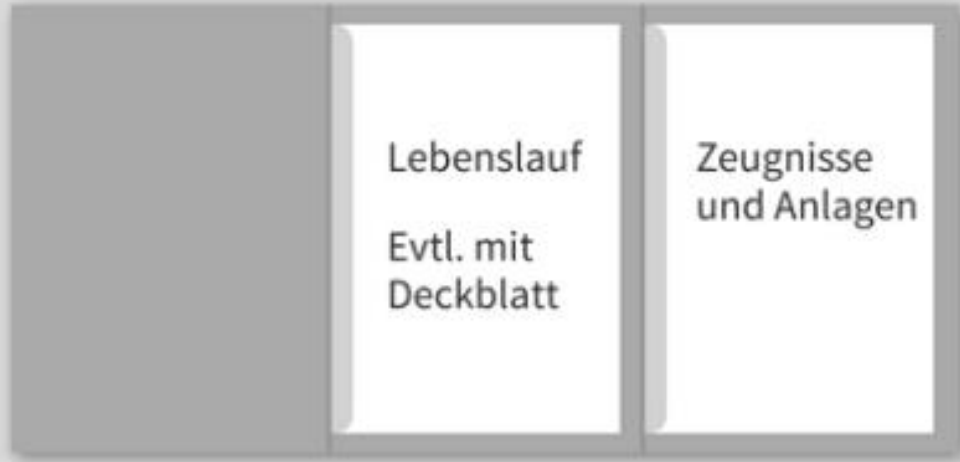 Lebenslauf
Evtl. mit
Deckblatt
Zeugnisse
und Anlagen